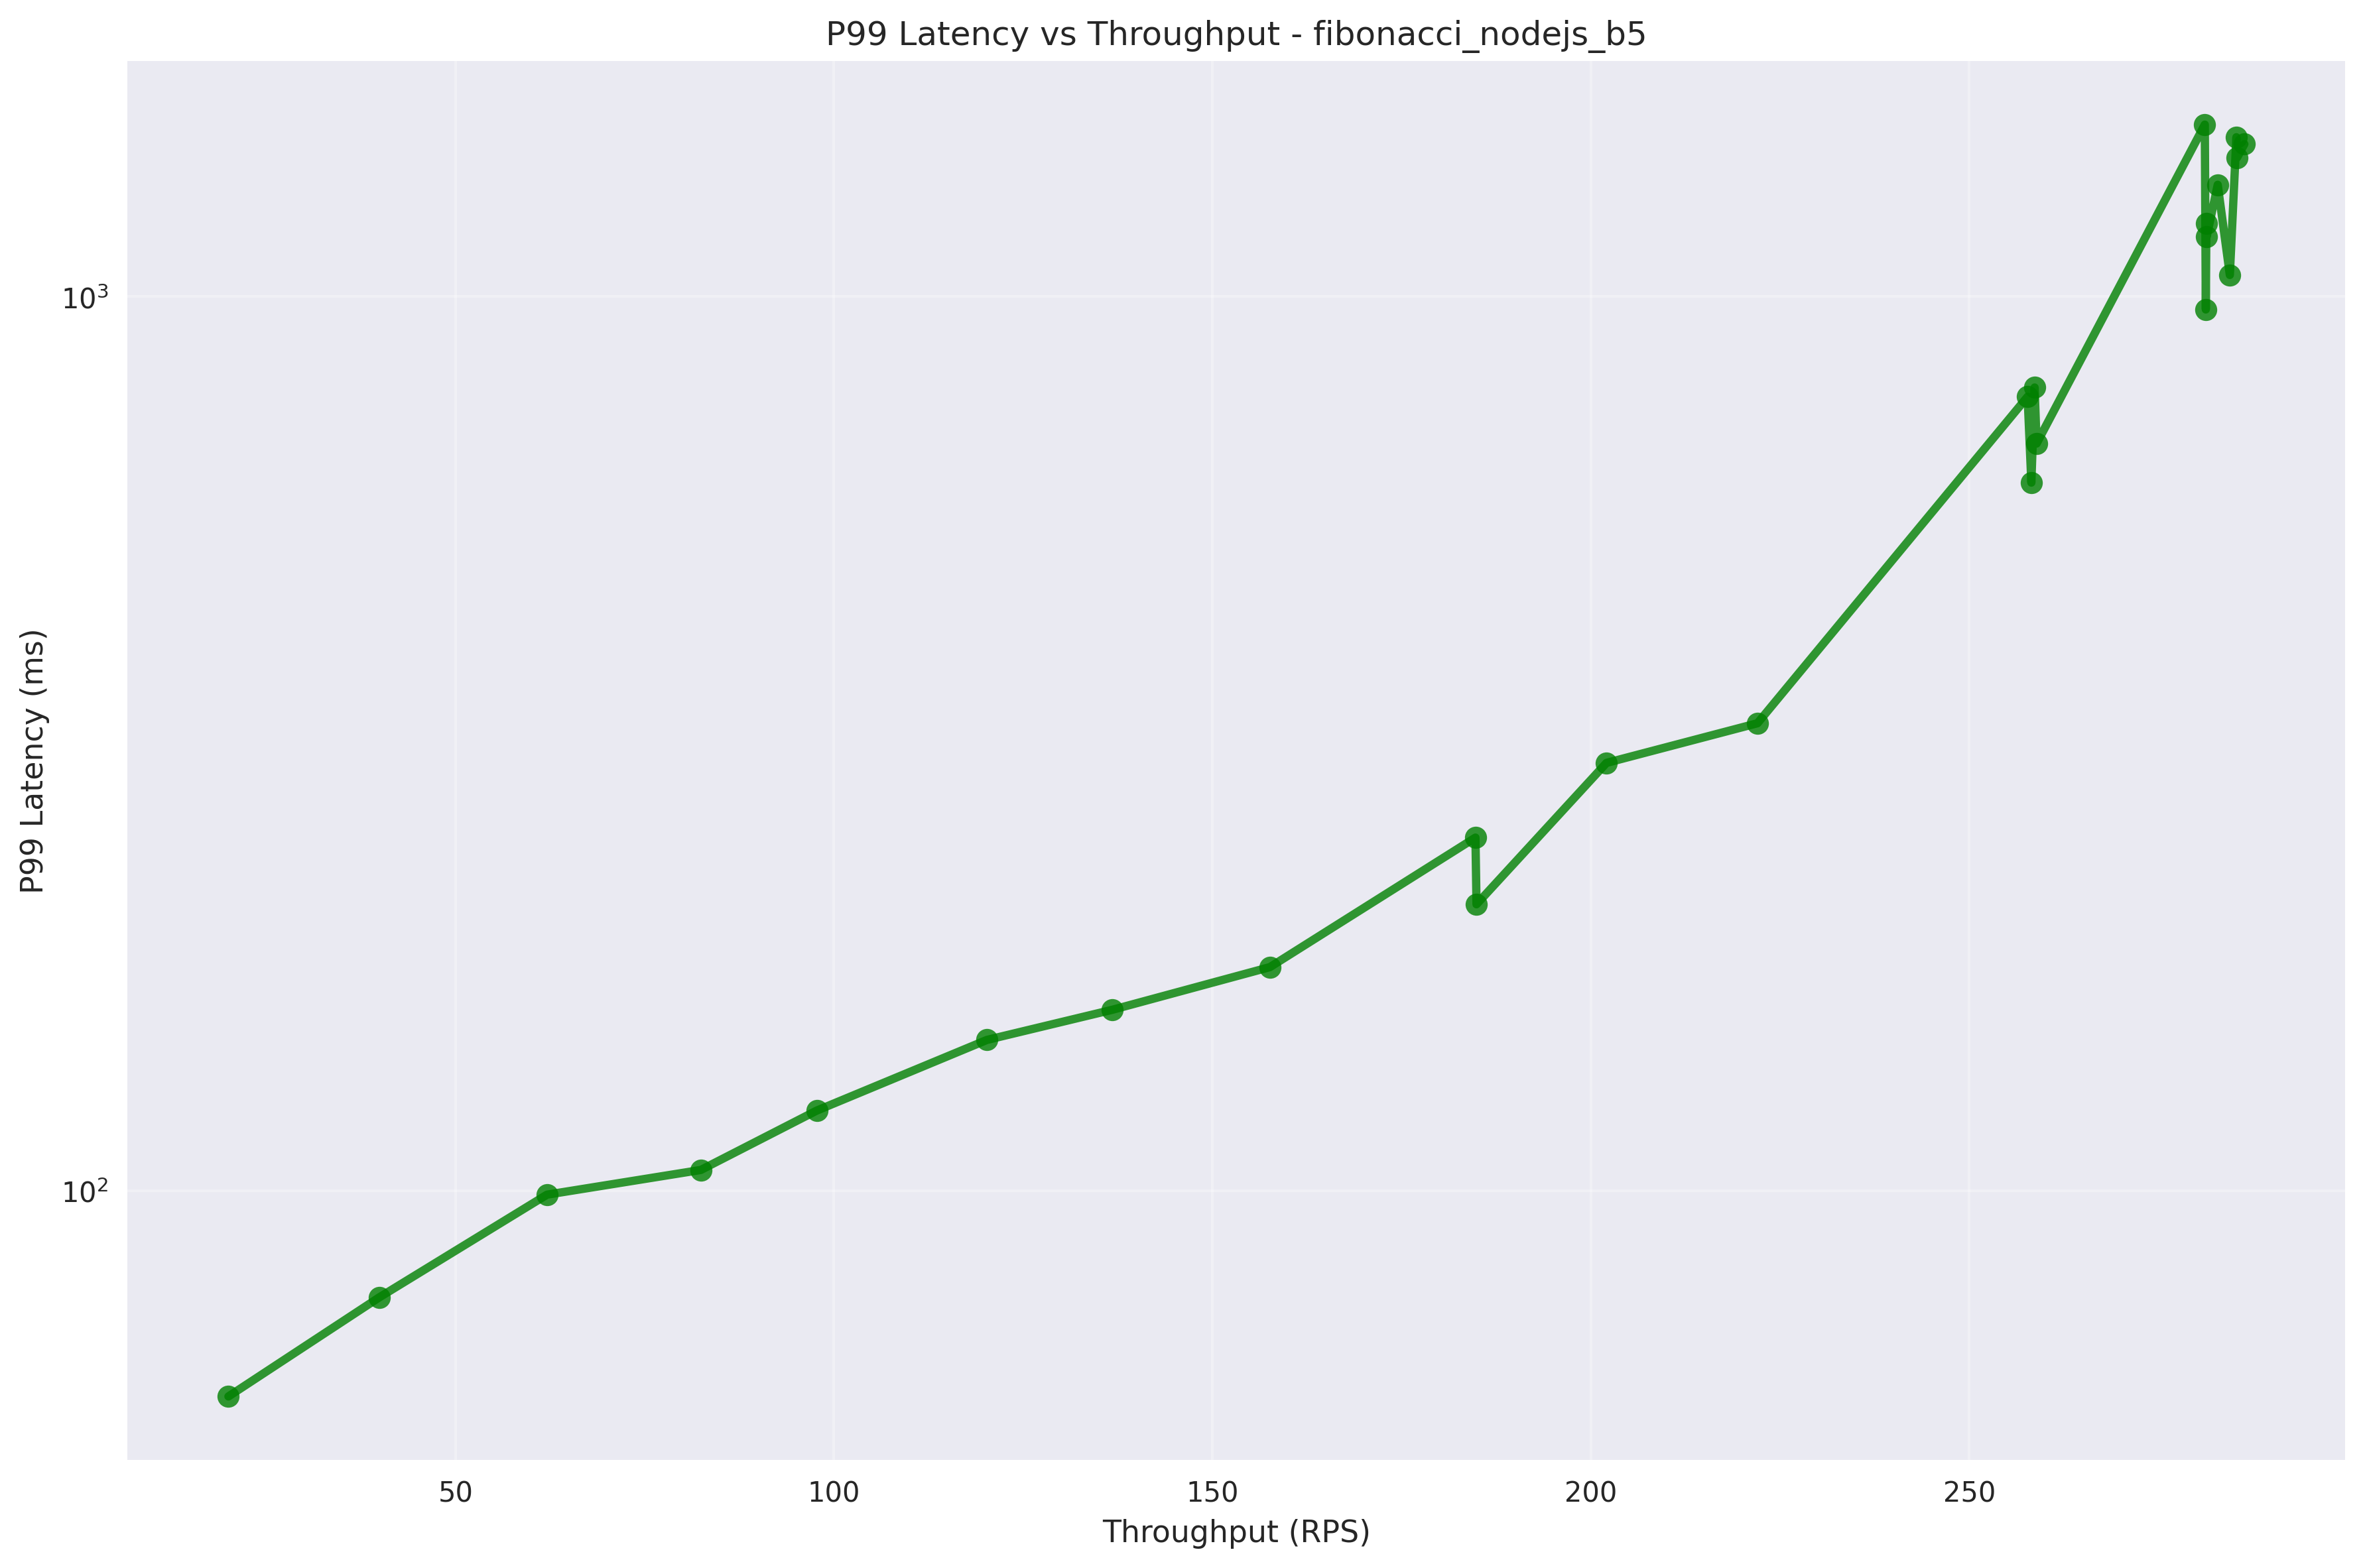 P99 Latency vs Throughput - fibonacci_nodejs_b5
P99 Latency (ms)
10³
10²
50 100 150 200 250
Throughput (RPS)